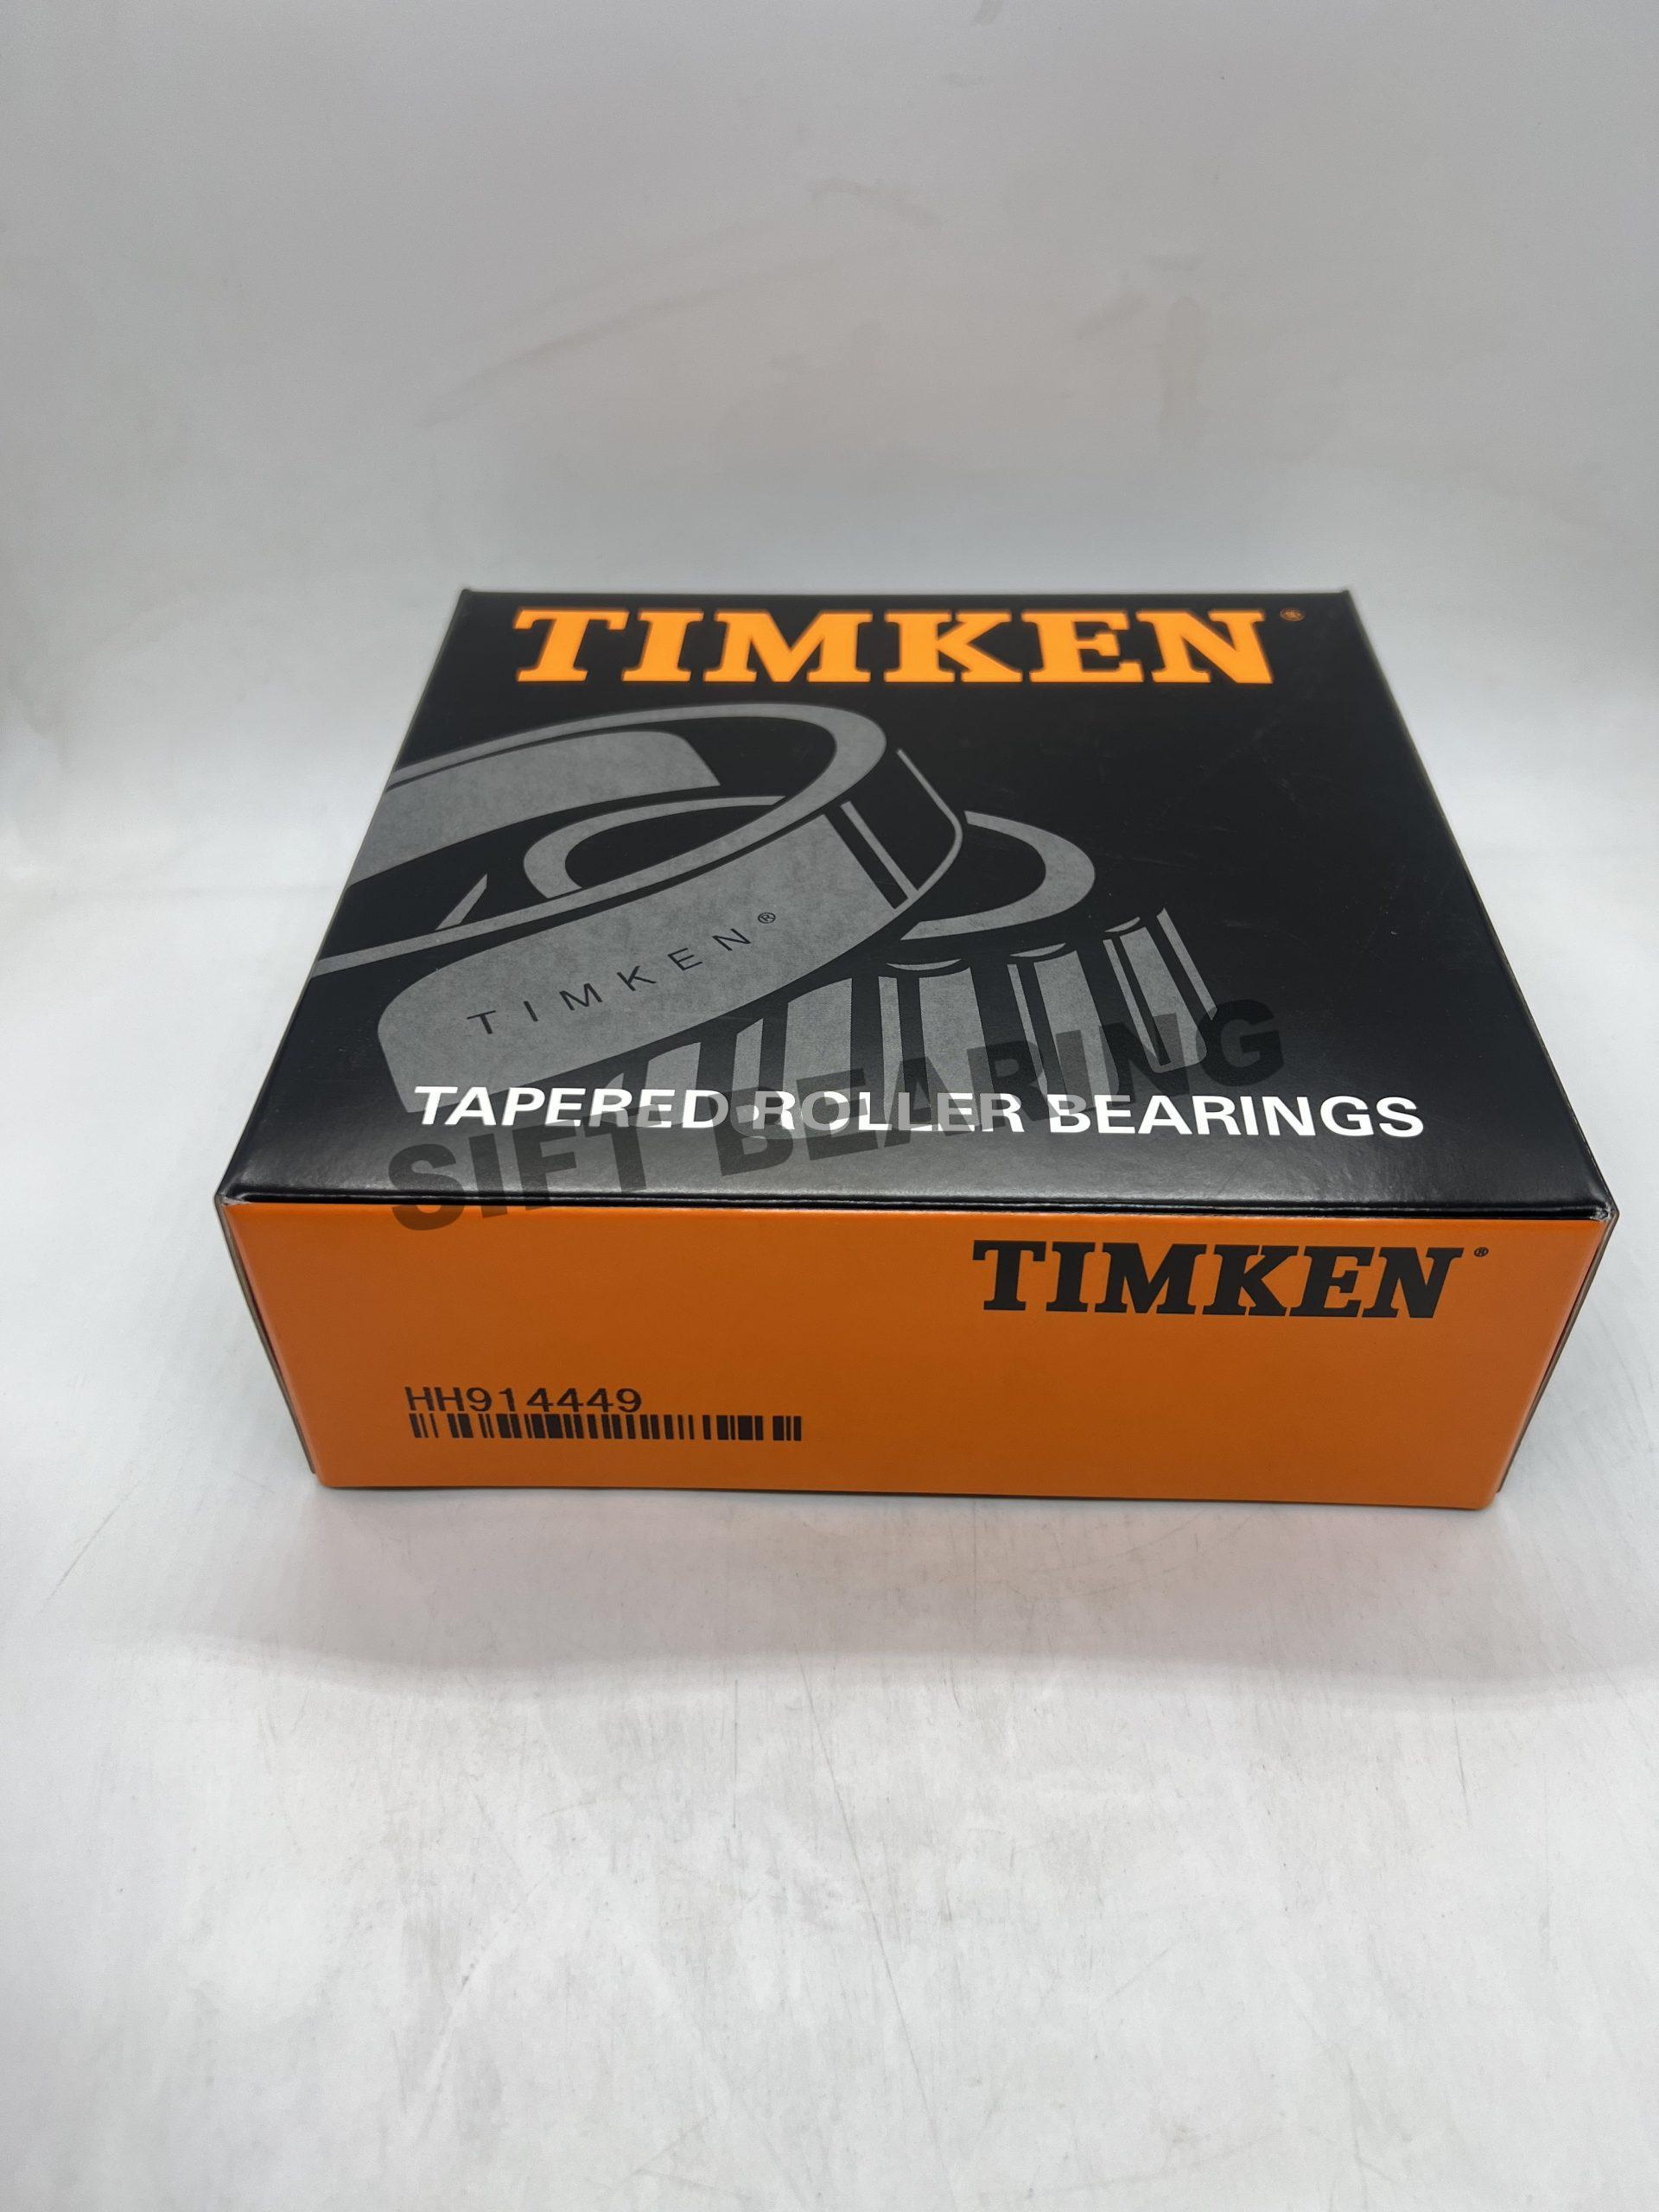 TIMKEN®
TIMKEN®
TAPERED ROLLER BEARINGS
SIFT BEARING
TIMKEN®
HH914449